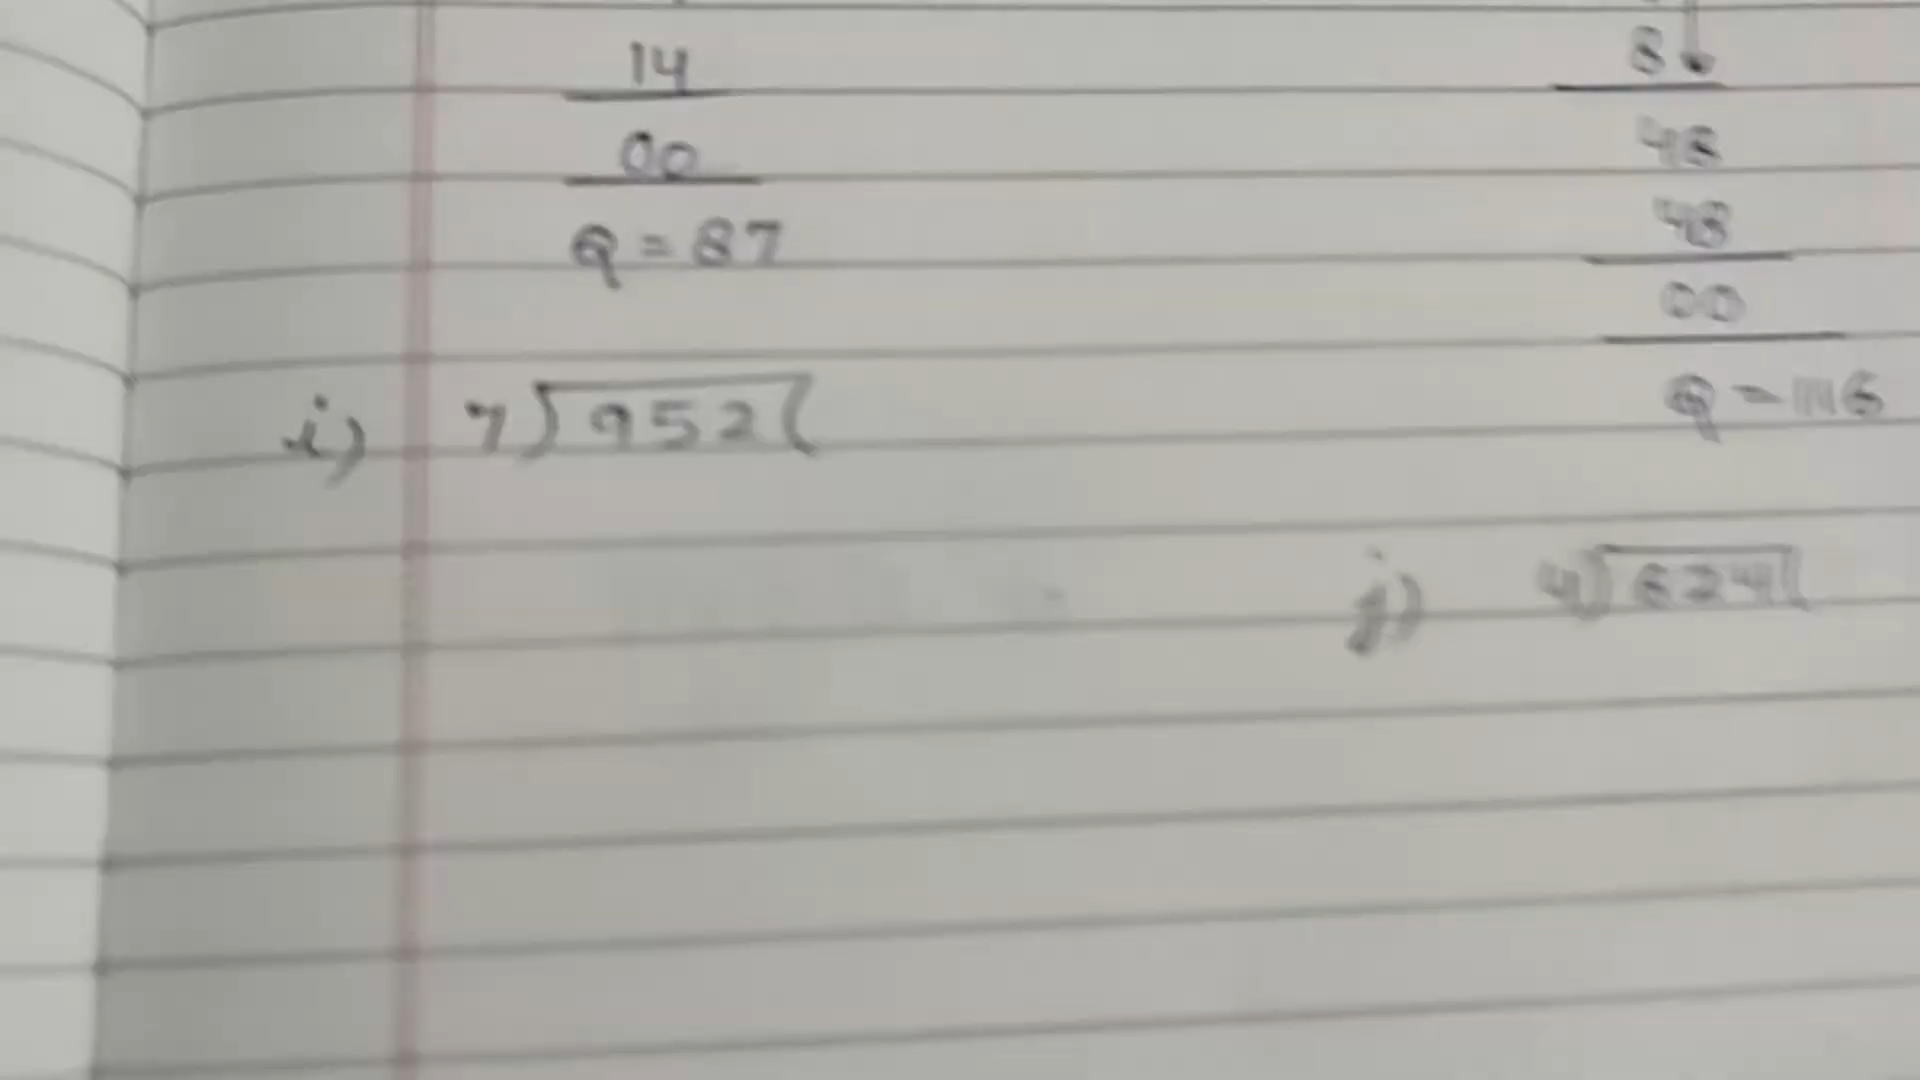 14
00
Q = 87
i) 7)952(
8
48
48
00
Q = 116
j) 4)624(